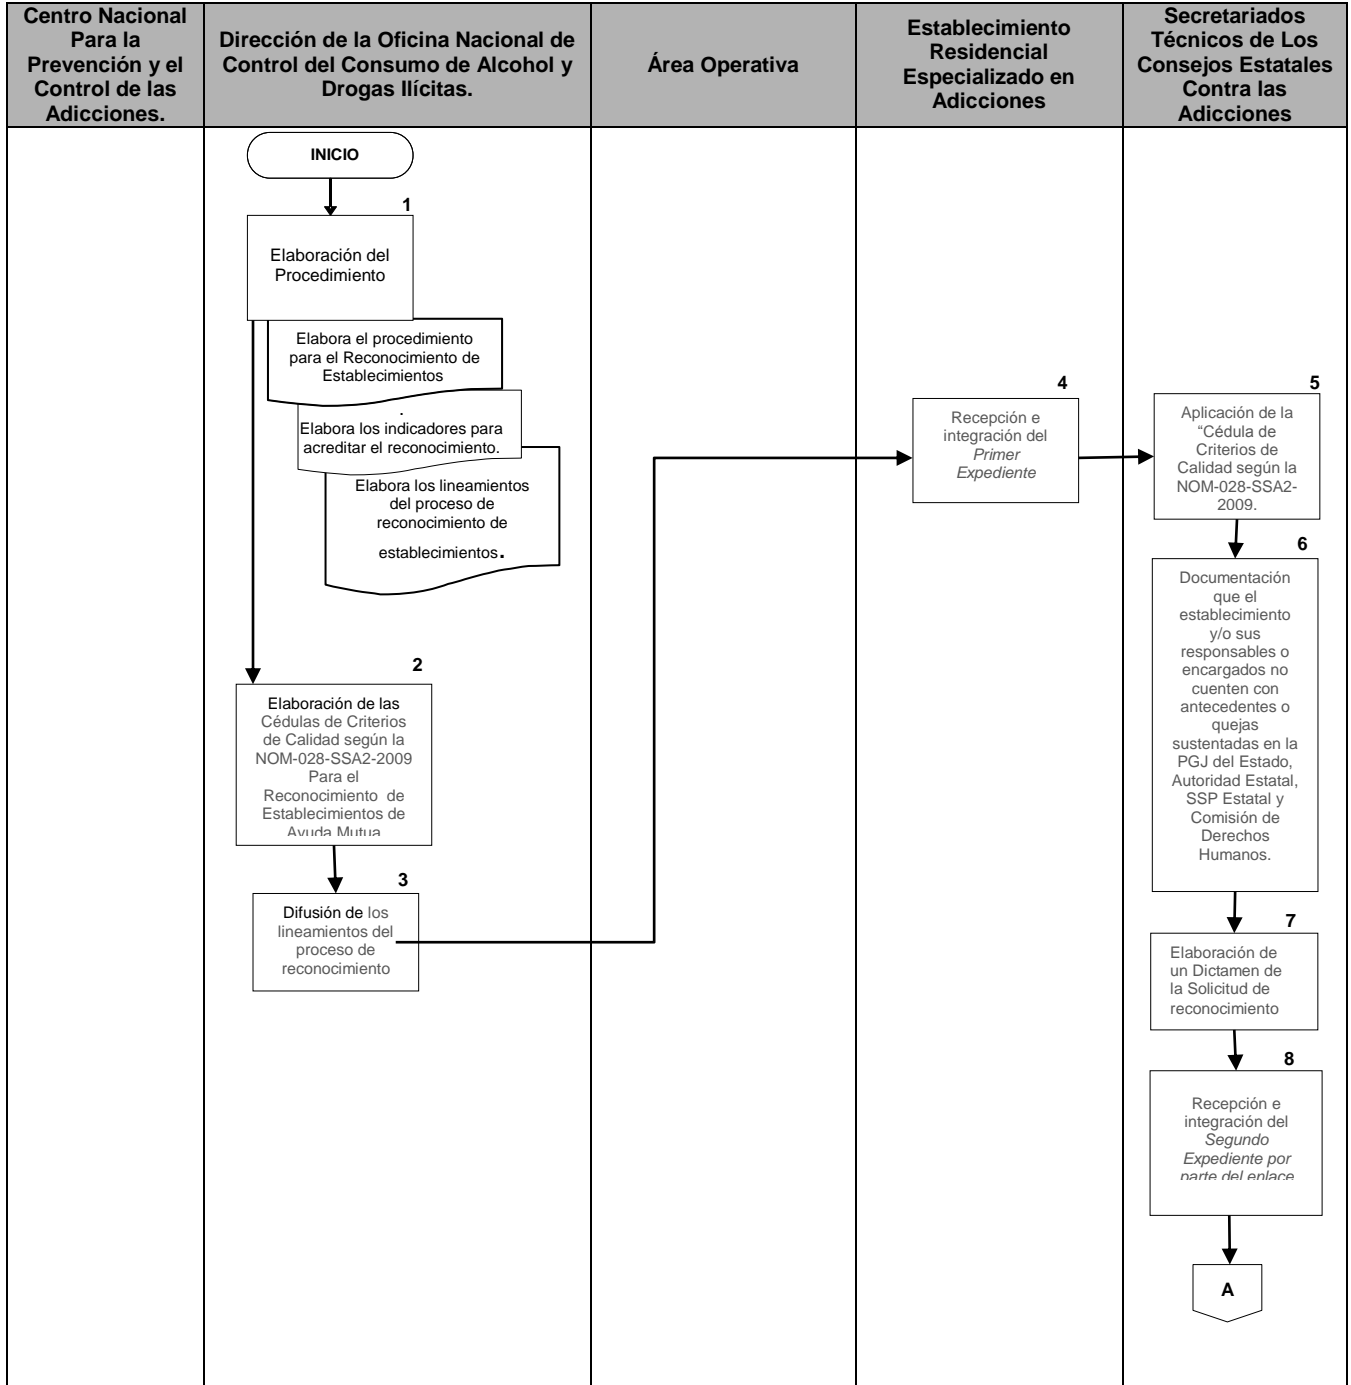 Centro Nacional
Para la
Prevención y el
Control de las
Adicciones.
Dirección de la Oficina Nacional de
Control del Consumo de Alcohol y
Drogas Ilícitas.
Área Operativa
Establecimiento
Residencial
Especializado en
Adicciones
Secretariados
Técnicos de Los
Consejos Estatales
Contra las
Adicciones
INICIO
1
Elaboración del
Procedimiento
Elabora el procedimiento
para el Reconocimiento de
Establecimientos
.
Elabora los indicadores para
acreditar el reconocimiento.
Elabora los lineamientos
del proceso de
reconocimiento de
establecimientos.
2
Elaboración de las
Cédulas de Criterios
de Calidad según la
NOM-028-SSA2-2009
Para el
Reconocimiento de
Establecimientos de
Ayuda Mutua
3
Difusión de los
lineamientos del
proceso de
reconocimiento
4
Recepción e
integración del
Primer
Expediente
5
Aplicación de la
“Cédula de
Criterios de
Calidad según la
NOM-028-SSA2-
2009.
6
Documentación
que el
establecimiento
y/o sus
responsables o
encargados no
cuenten con
antecedentes o
quejas
sustentadas en la
PGJ del Estado,
Autoridad Estatal,
SSP Estatal y
Comisión de
Derechos
Humanos.
7
Elaboración de
un Dictamen de
la Solicitud de
reconocimiento
8
Recepción e
integración del
Segundo
Expediente por
parte del enlace
A